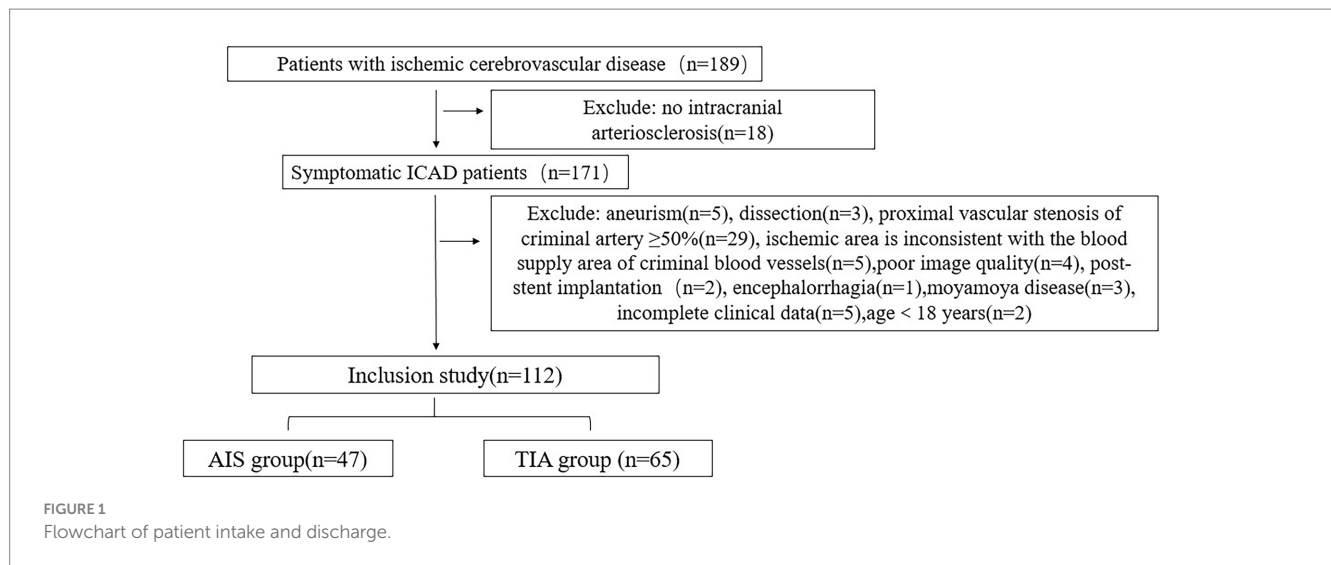 Patients with ischemic cerebrovascular disease（n=189）
Exclude: no intracranial
arteriosclerosis(n=18)
Symptomatic ICAD patients（n=171）
Exclude: aneurism(n=5), dissection(n=3), proximal vascular stenosis of
criminal artery ≥50%(n=29), ischemic area is inconsistent with the blood
supply area of criminal blood vessels(n=5),poor image quality(n=4), post-
stent implantation（n=2), encephalorrhagia(n=1),moyamoya disease(n=3),
incomplete clinical data(n=5),age < 18 years(n=2)
Inclusion study(n=112)
AIS group(n=47)
TIA group (n=65)
FIGURE 1
Flowchart of patient intake and discharge.